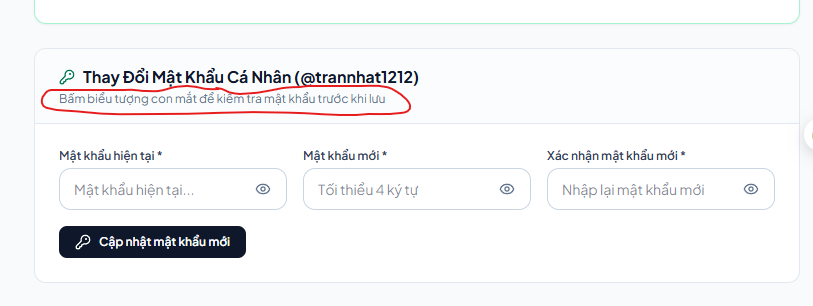 Thay Đổi Mật Khẩu Cá Nhân (@trannhat1212)
Bấm biểu tượng con mắt để kiểm tra mật khẩu trước khi lưu
Mật khẩu hiện tại * Mật khẩu mới * Xác nhận mật khẩu mới *
Mật khẩu hiện tại... Tối thiểu 4 ký tự Nhập lại mật khẩu mới
Cập nhật mật khẩu mới